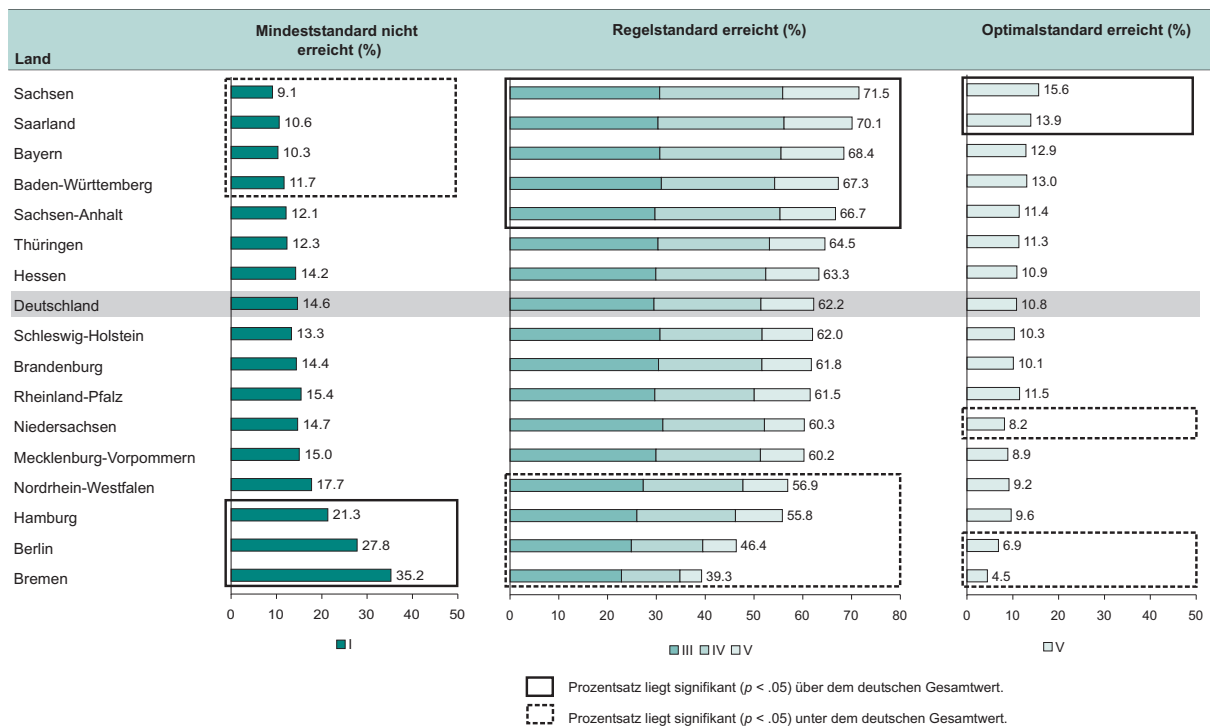 Land
Mindeststandard nicht
erreicht (%)
Regelstandard erreicht (%)
Optimalstandard erreicht (%)
Sachsen 9.1 71.5 15.6
Saarland 10.6 70.1 13.9
Bayern 10.3 68.4 12.9
Baden-Württemberg 11.7 67.3 13.0
Sachsen-Anhalt 12.1 66.7 11.4
Thüringen 12.3 64.5 11.3
Hessen 14.2 63.3 10.9
Deutschland 14.6 62.2 10.8
Schleswig-Holstein 13.3 62.0 10.3
Brandenburg 14.4 61.8 10.1
Rheinland-Pfalz 15.4 61.5 11.5
Niedersachsen 14.7 60.3 8.2
Mecklenburg-Vorpommern 15.0 60.2 8.9
Nordrhein-Westfalen 17.7 56.9 9.2
Hamburg 21.3 55.8 9.6
Berlin 27.8 46.4 6.9
Bremen 35.2 39.3 4.5
0 10 20 30 40 50 0 10 20 30 40 50 60 70 80 0 10 20 30 40 50
I III IV V V
Prozentsatz liegt signifikant (p < .05) über dem deutschen Gesamtwert.
Prozentsatz liegt signifikant (p < .05) unter dem deutschen Gesamtwert.